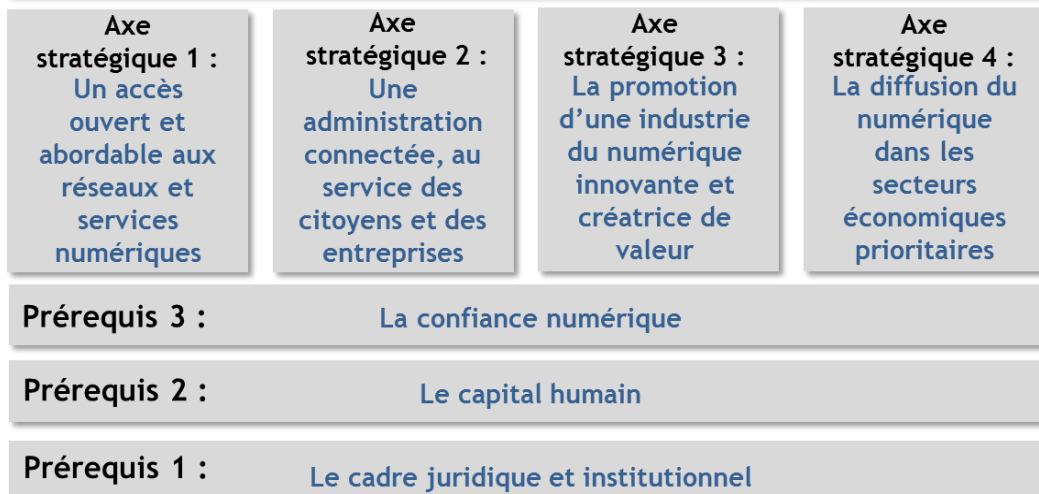 Axe
stratégique 1 :
Un accès
ouvert et
abordable aux
réseaux et
services
numériques
Axe
stratégique 2 :
Une
administration
connectée, au
service des
citoyens et des
entreprises
Axe
stratégique 3 :
La promotion
d’une industrie
du numérique
innovante et
créatrice de
valeur
Axe
stratégique 4 :
La diffusion du
numérique
dans les
secteurs
économiques
prioritaires
Prérequis 3 : La confiance numérique
Prérequis 2 : Le capital humain
Prérequis 1 : Le cadre juridique et institutionnel